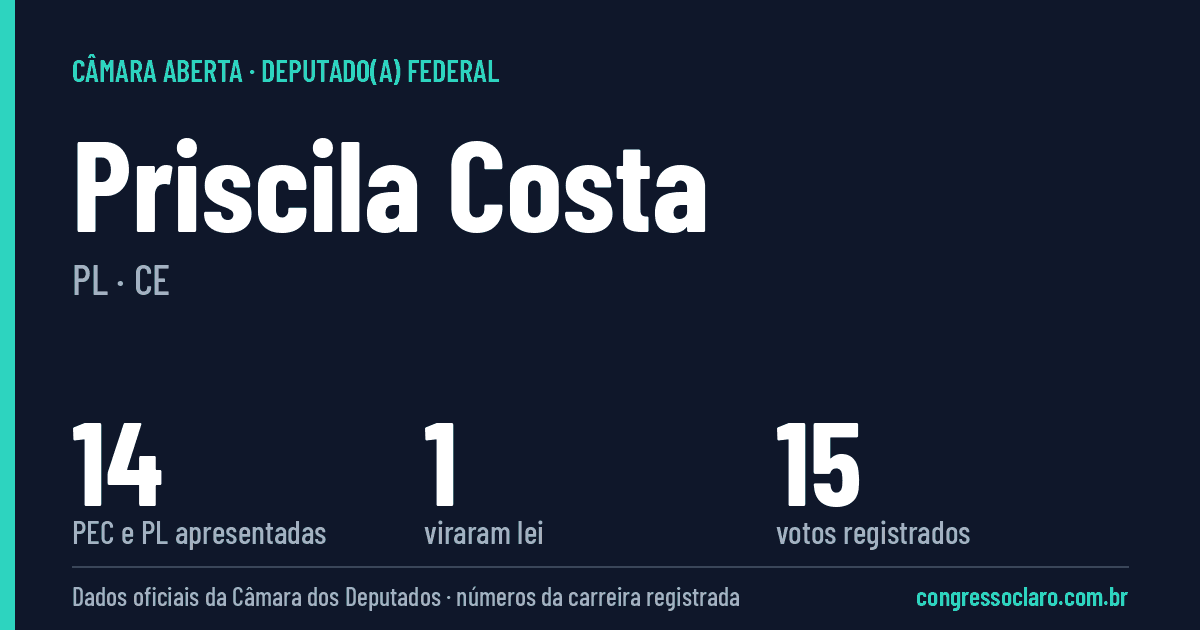 CÂMARA ABERTA · DEPUTADO(A) FEDERAL
Priscila Costa
PL · CE
14 1 15
PEC e PL apresentadas viraram lei votos registrados
Dados oficiais da Câmara dos Deputados · números da carreira registrada congressoclaro.com.br